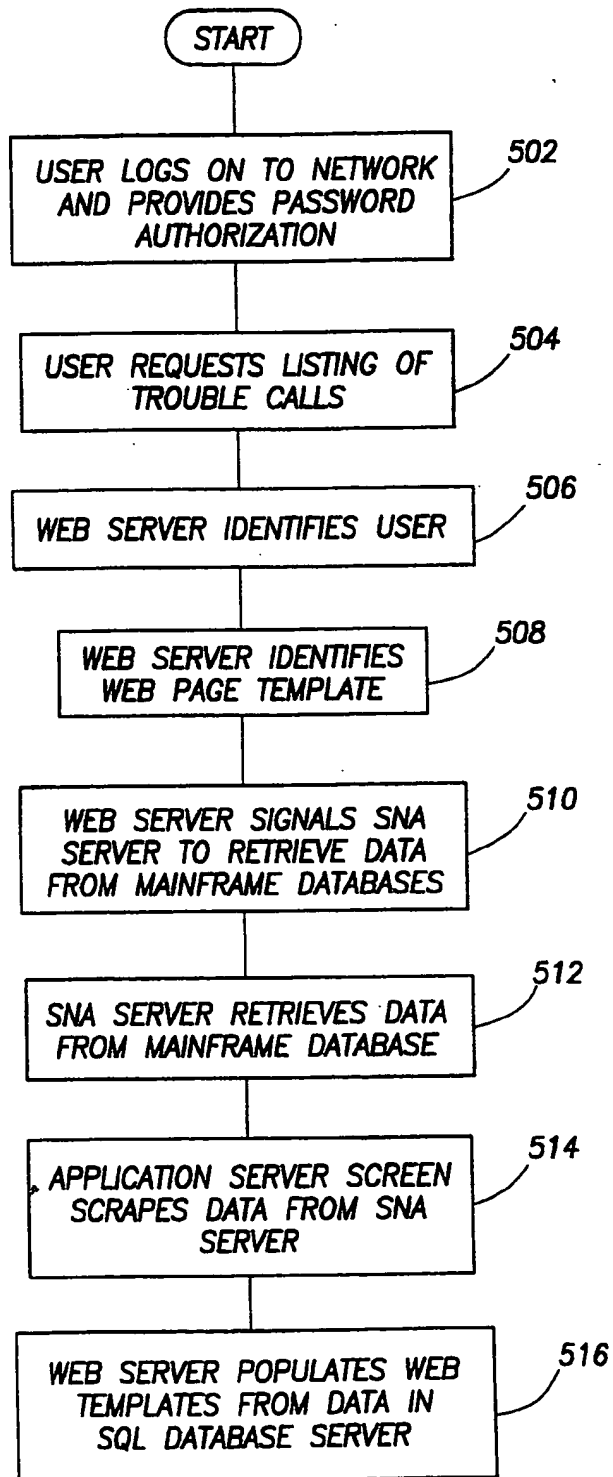 START
USER LOGS ON TO NETWORK
AND PROVIDES PASSWORD
AUTHORIZATION
502
USER REQUESTS LISTING OF
TROUBLE CALLS
504
WEB SERVER IDENTIFIES USER
506
WEB SERVER IDENTIFIES
WEB PAGE TEMPLATE
508
WEB SERVER SIGNALS SNA
SERVER TO RETRIEVE DATA
FROM MAINFRAME DATABASES
510
SNA SERVER RETRIEVES DATA
FROM MAINFRAME DATABASE
512
APPLICATION SERVER SCREEN
SCRAPES DATA FROM SNA
SERVER
514
WEB SERVER POPULATES WEB
TEMPLATES FROM DATA IN
SQL DATABASE SERVER
516